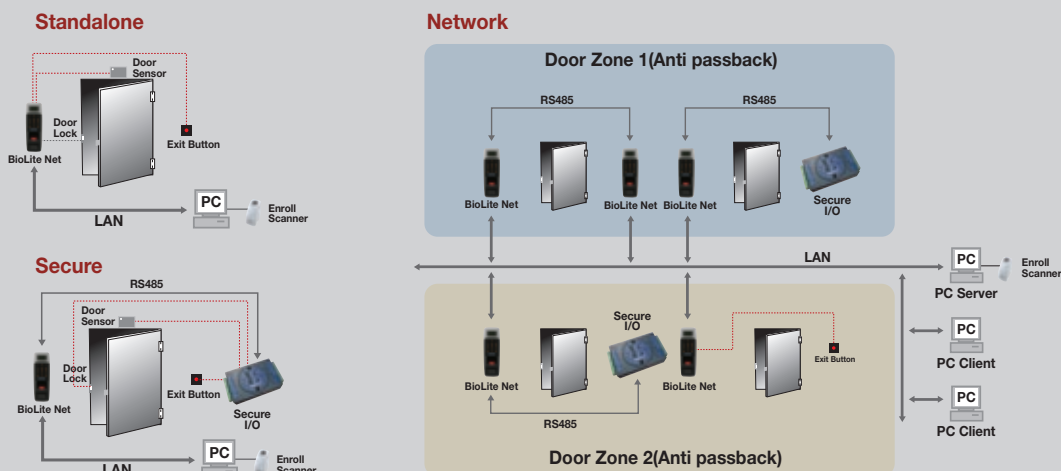 Standalone
Door
Sensor
Door
Lock
BioLite Net
Exit Button
PC
LAN
Enroll
Scanner
Secure
RS485
Door
Sensor
Door
Lock
BioLite Net
Exit Button
Secure
I/O
PC
LAN
Enroll
Scanner
Network
Door Zone 1(Anti passback)
RS485
RS485
BioLite Net
BioLite Net
BioLite Net
Secure
I/O
LAN
PC
Enroll
Scanner
PC Server
PC
PC Client
PC
PC Client
Secure
I/O
BioLite Net
BioLite Net
Exit Button
RS485
Door Zone 2(Anti passback)